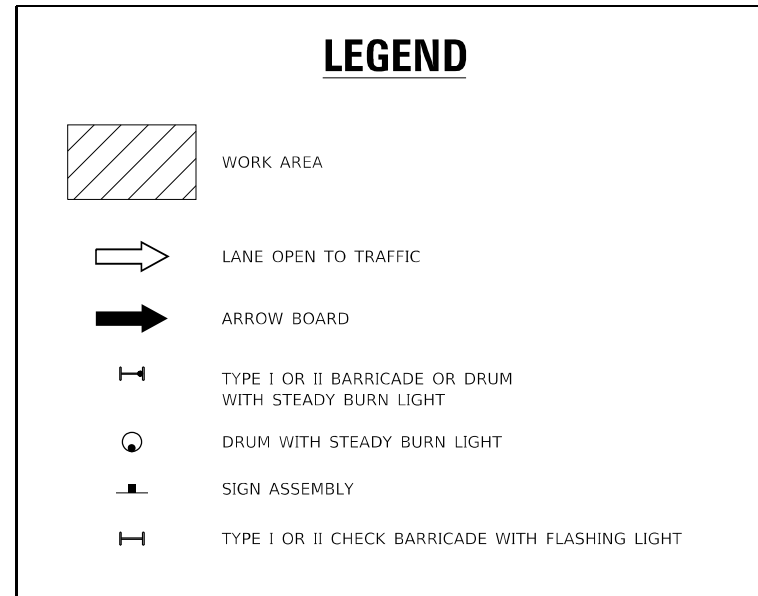 LEGEND
WORK AREA
LANE OPEN TO TRAFFIC
ARROW BOARD
TYPE I OR II BARRICADE OR DRUM
WITH STEADY BURN LIGHT
DRUM WITH STEADY BURN LIGHT
SIGN ASSEMBLY
TYPE I OR II CHECK BARRICADE WITH FLASHING LIGHT